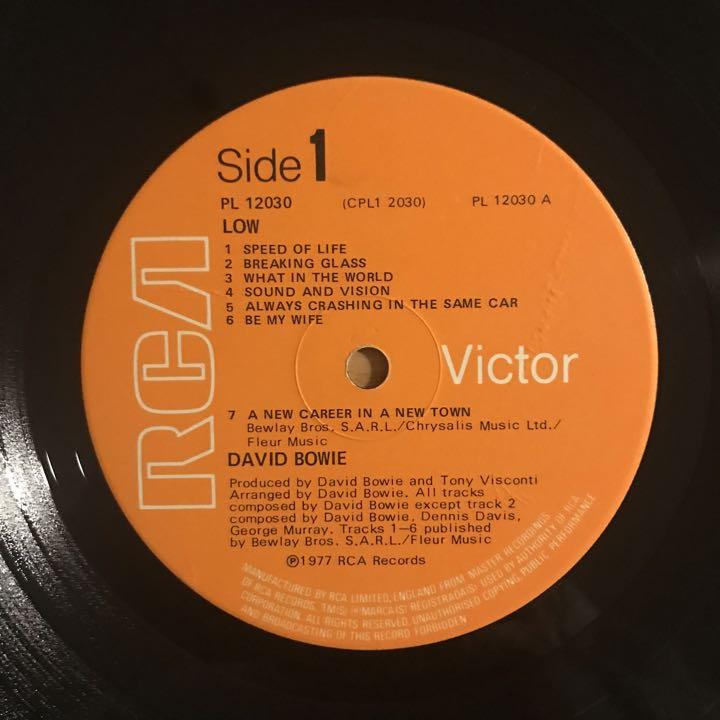 Side 1
PL 12030 (CPL1 2030) PL 12030 A
LOW
1 SPEED OF LIFE
2 BREAKING GLASS
3 WHAT IN THE WORLD
4 SOUND AND VISION
5 ALWAYS CRASHING IN THE SAME CAR
6 BE MY WIFE
RCA
Victor
7 A NEW CAREER IN A NEW TOWN
Bewlay Bros. S.A.R.L./Chrysalis Music Ltd./
Fleur Music
DAVID BOWIE
Produced by David Bowie and Tony Visconti
Arranged by David Bowie. All tracks
composed by David Bowie except track 2
composed by David Bowie, Dennis Davis,
George Murray. Tracks 1–6 published
by Bewlay Bros. S.A.R.L./Fleur Music
Ⓟ1977 RCA Records
MANUFACTURED BY RCA LIMITED, ENGLAND FROM MASTER RECORDINGS
OF RCA RECORDS. TM(S) ® MARCA(S) REGISTRADA(S) USED BY AUTHORITY OF RCA
CORPORATION. ALL RIGHTS RESERVED. UNAUTHORISED COPYING, PUBLIC PERFORMANCE
AND BROADCASTING OF THIS RECORD FORBIDDEN